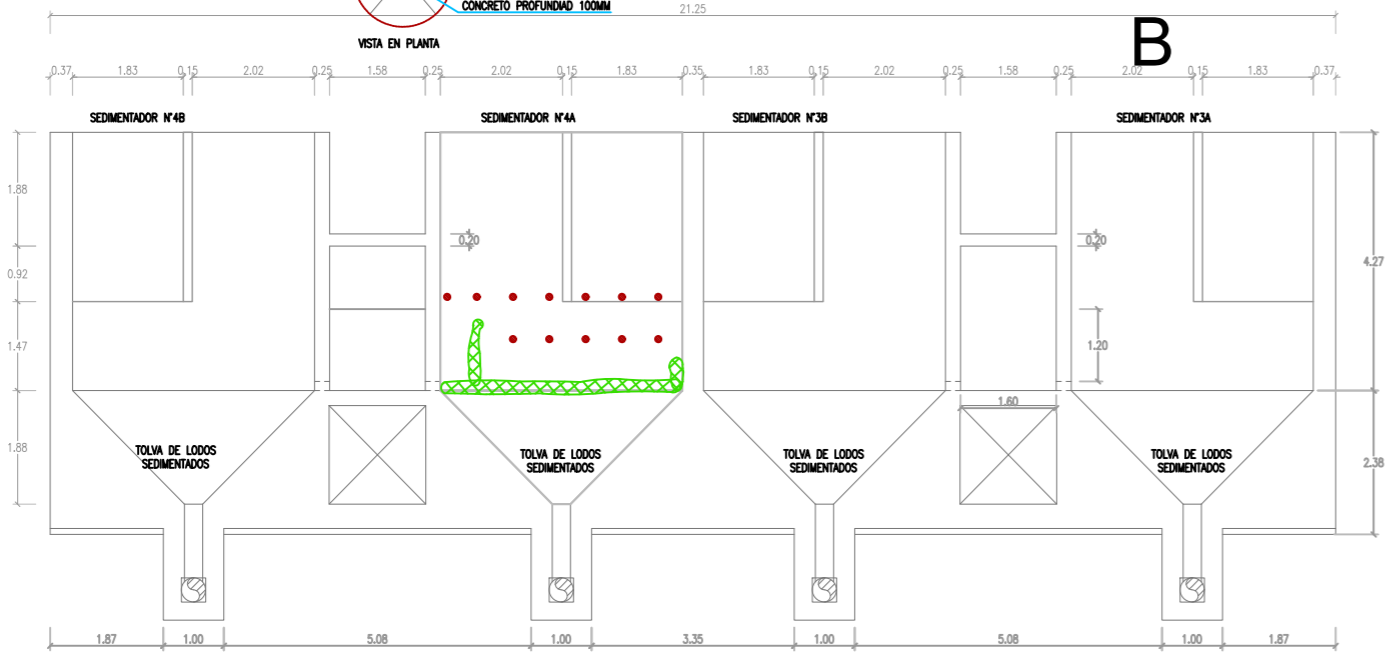 CONCRETO PROFUNDIAD 100MM
21.25
VISTA EN PLANTA
B
0.37 1.83 0.15 2.02 0.25 1.58 0.25 2.02 0.15 1.83 0.35 1.83 0.15 2.02 0.25 1.58 0.25 2.02 0.15 1.83 0.37
SEDIMENTADOR N°4B SEDIMENTADOR N°4A SEDIMENTADOR N°3B SEDIMENTADOR N°3A
1.88
0.20 0.20
4.27
0.92
1.47
1.20
1.60
1.88
TOLVA DE LODOS
SEDIMENTADOS
TOLVA DE LODOS
SEDIMENTADOS
TOLVA DE LODOS
SEDIMENTADOS
TOLVA DE LODOS
SEDIMENTADOS
2.38
1.87 1.00 5.08 1.00 3.35 1.00 5.08 1.00 1.87